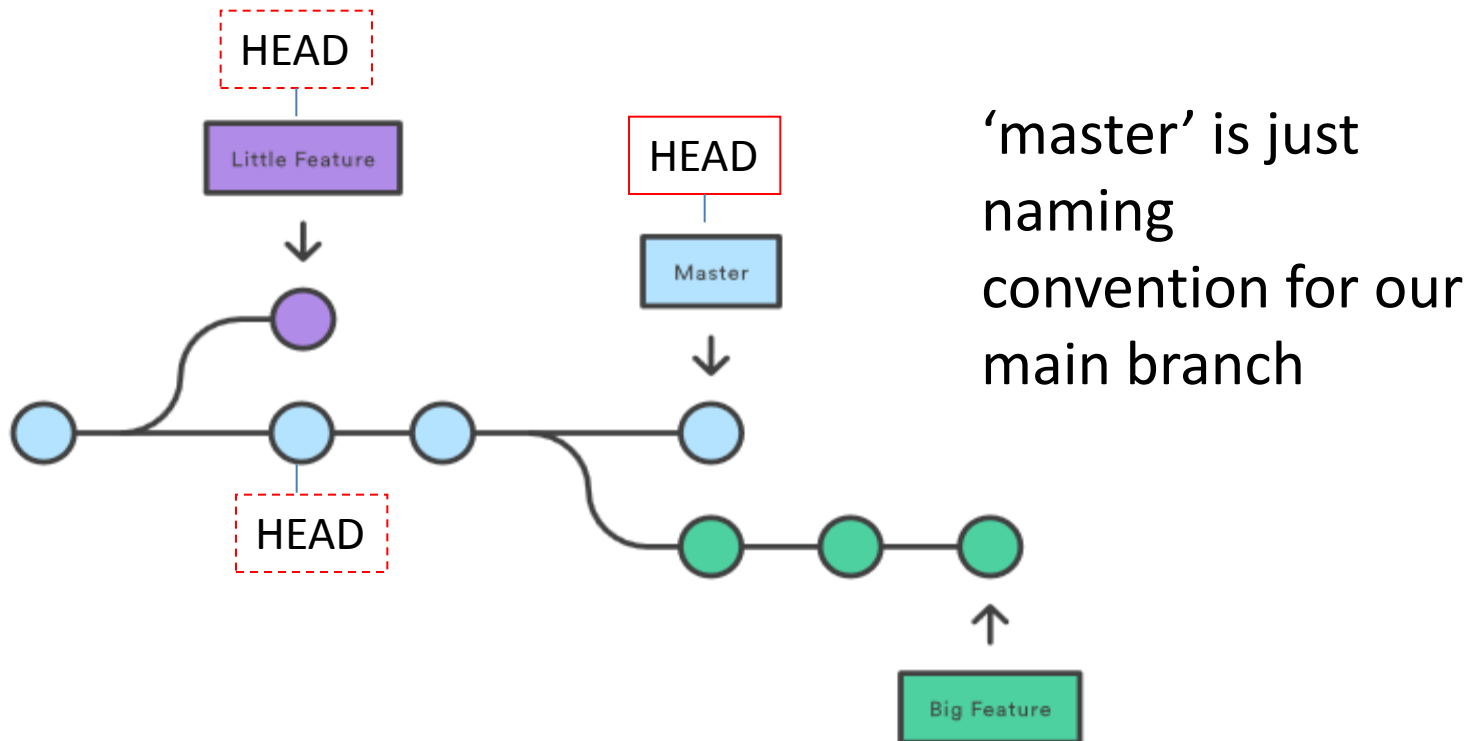 HEAD
Little Feature
HEAD
Master
‘master’ is just
naming
convention for our
main branch
HEAD
Big Feature